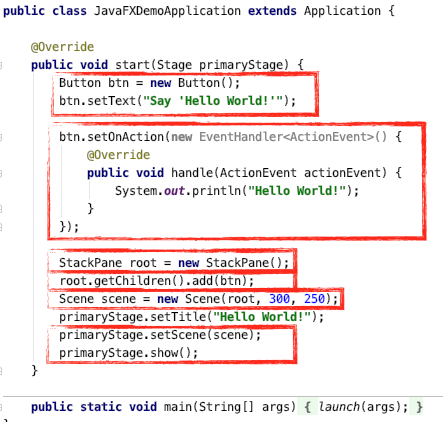 public class JavaFXDemoApplication extends Application {
@Override
public void start(Stage primaryStage) {
Button btn = new Button();
btn.setText("Say 'Hello World!'");
btn.setOnAction(new EventHandler<ActionEvent>() {
@Override
public void handle(ActionEvent actionEvent) {
System.out.println("Hello World!");
}
});
StackPane root = new StackPane();
root.getChildren().add(btn);
Scene scene = new Scene(root, 300, 250);
primaryStage.setTitle("Hello World!");
primaryStage.setScene(scene);
primaryStage.show();
}
public static void main(String[] args) { launch(args); }
}